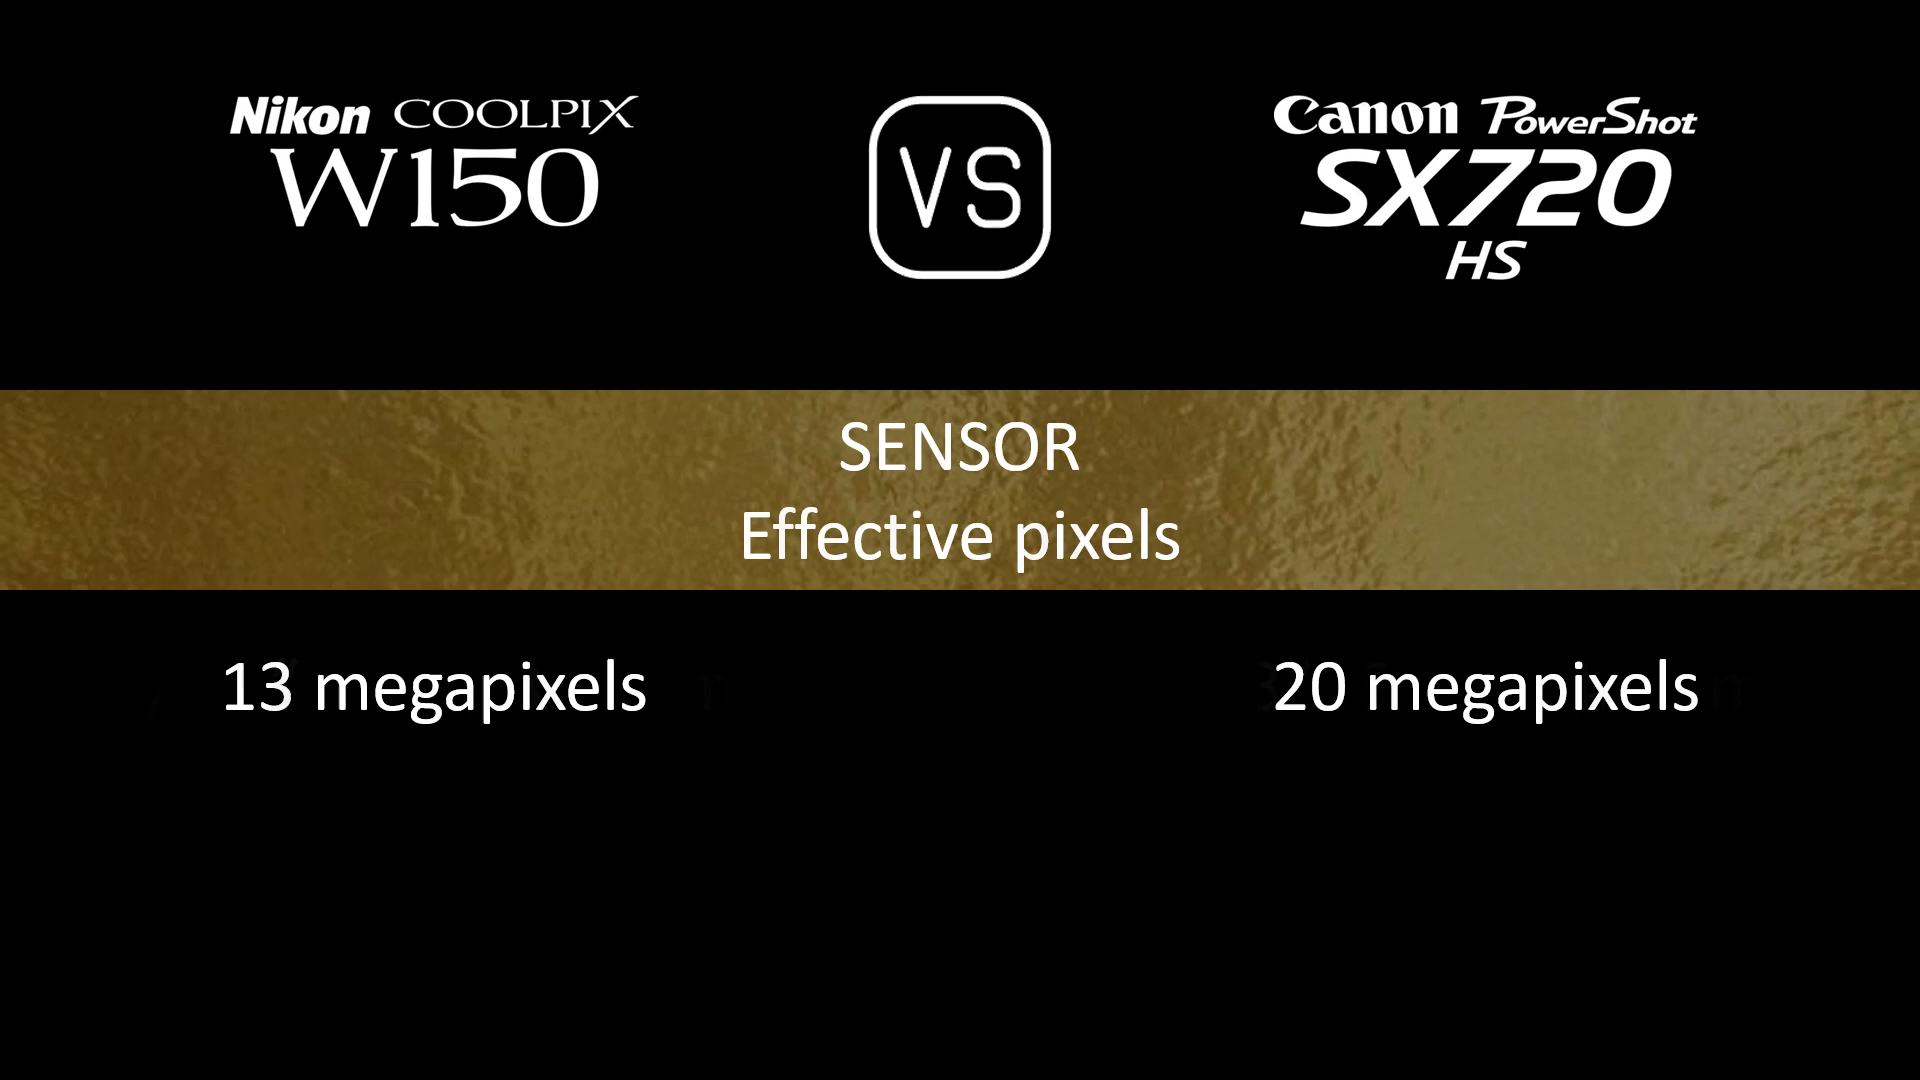 Nikon COOLPIX
W150
VS
Canon PowerShot
SX720
HS
SENSOR
Effective pixels
13 megapixels
20 megapixels